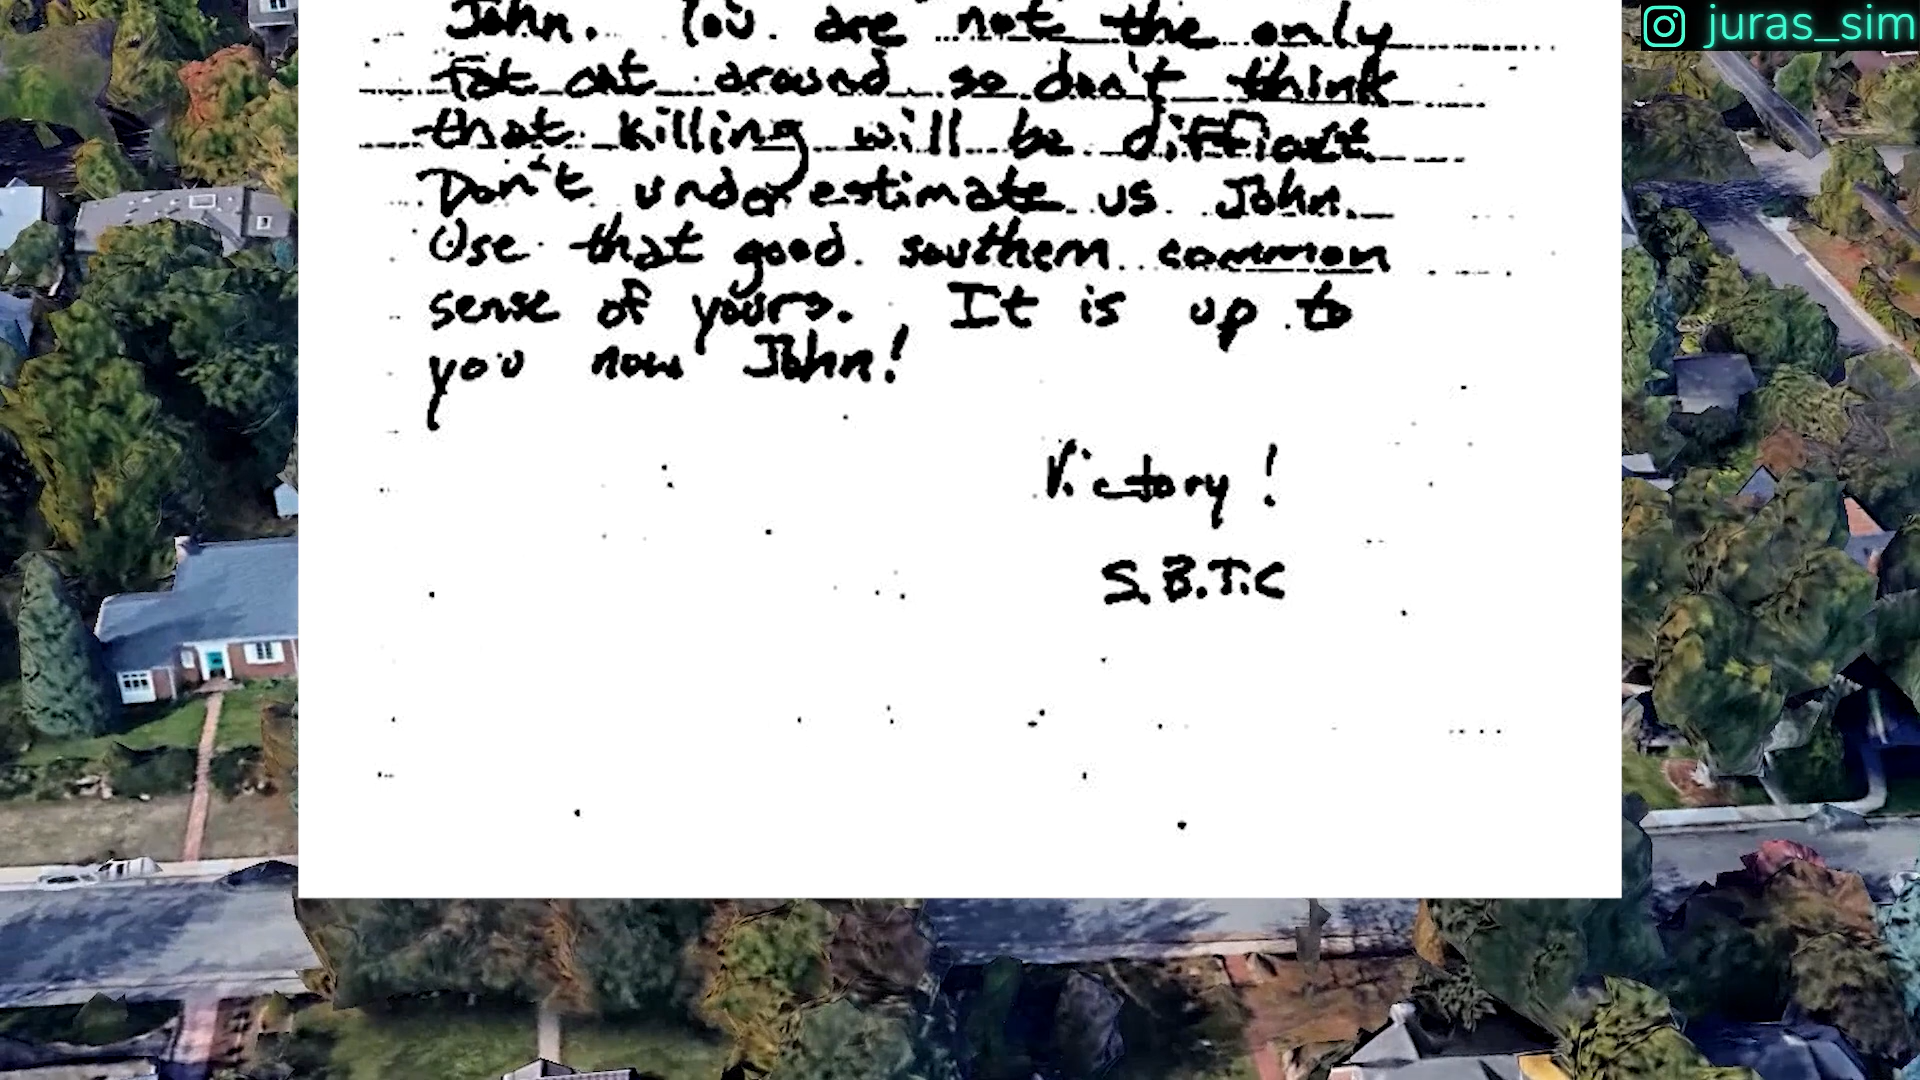 juras_sim
John. You are not the only
fat cat around so don't think
that killing will be difficult.
Don't underestimate us John.
Use that good southern common
sense of yours. It is up to
you now John!
Victory!
S.B.T.C